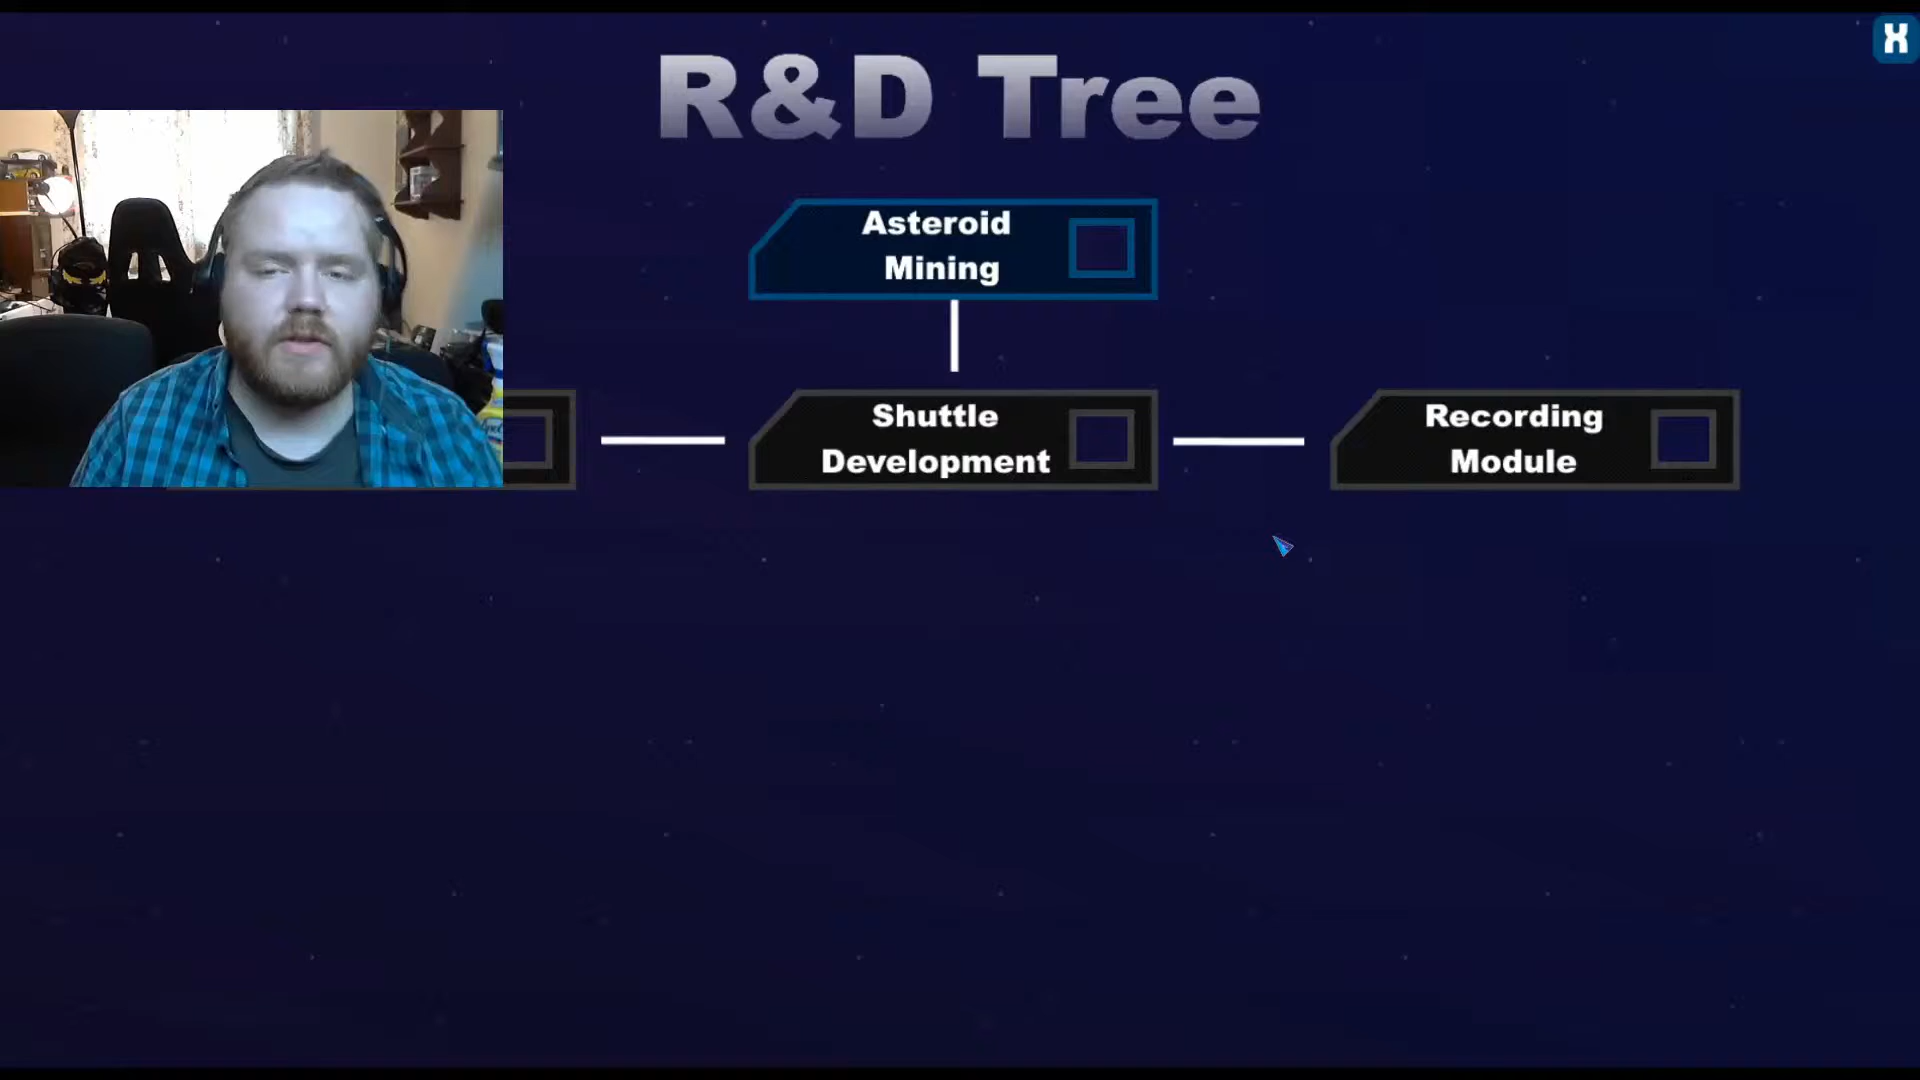 X
R&D Tree
Asteroid
Mining
Shuttle
Development
Recording
Module